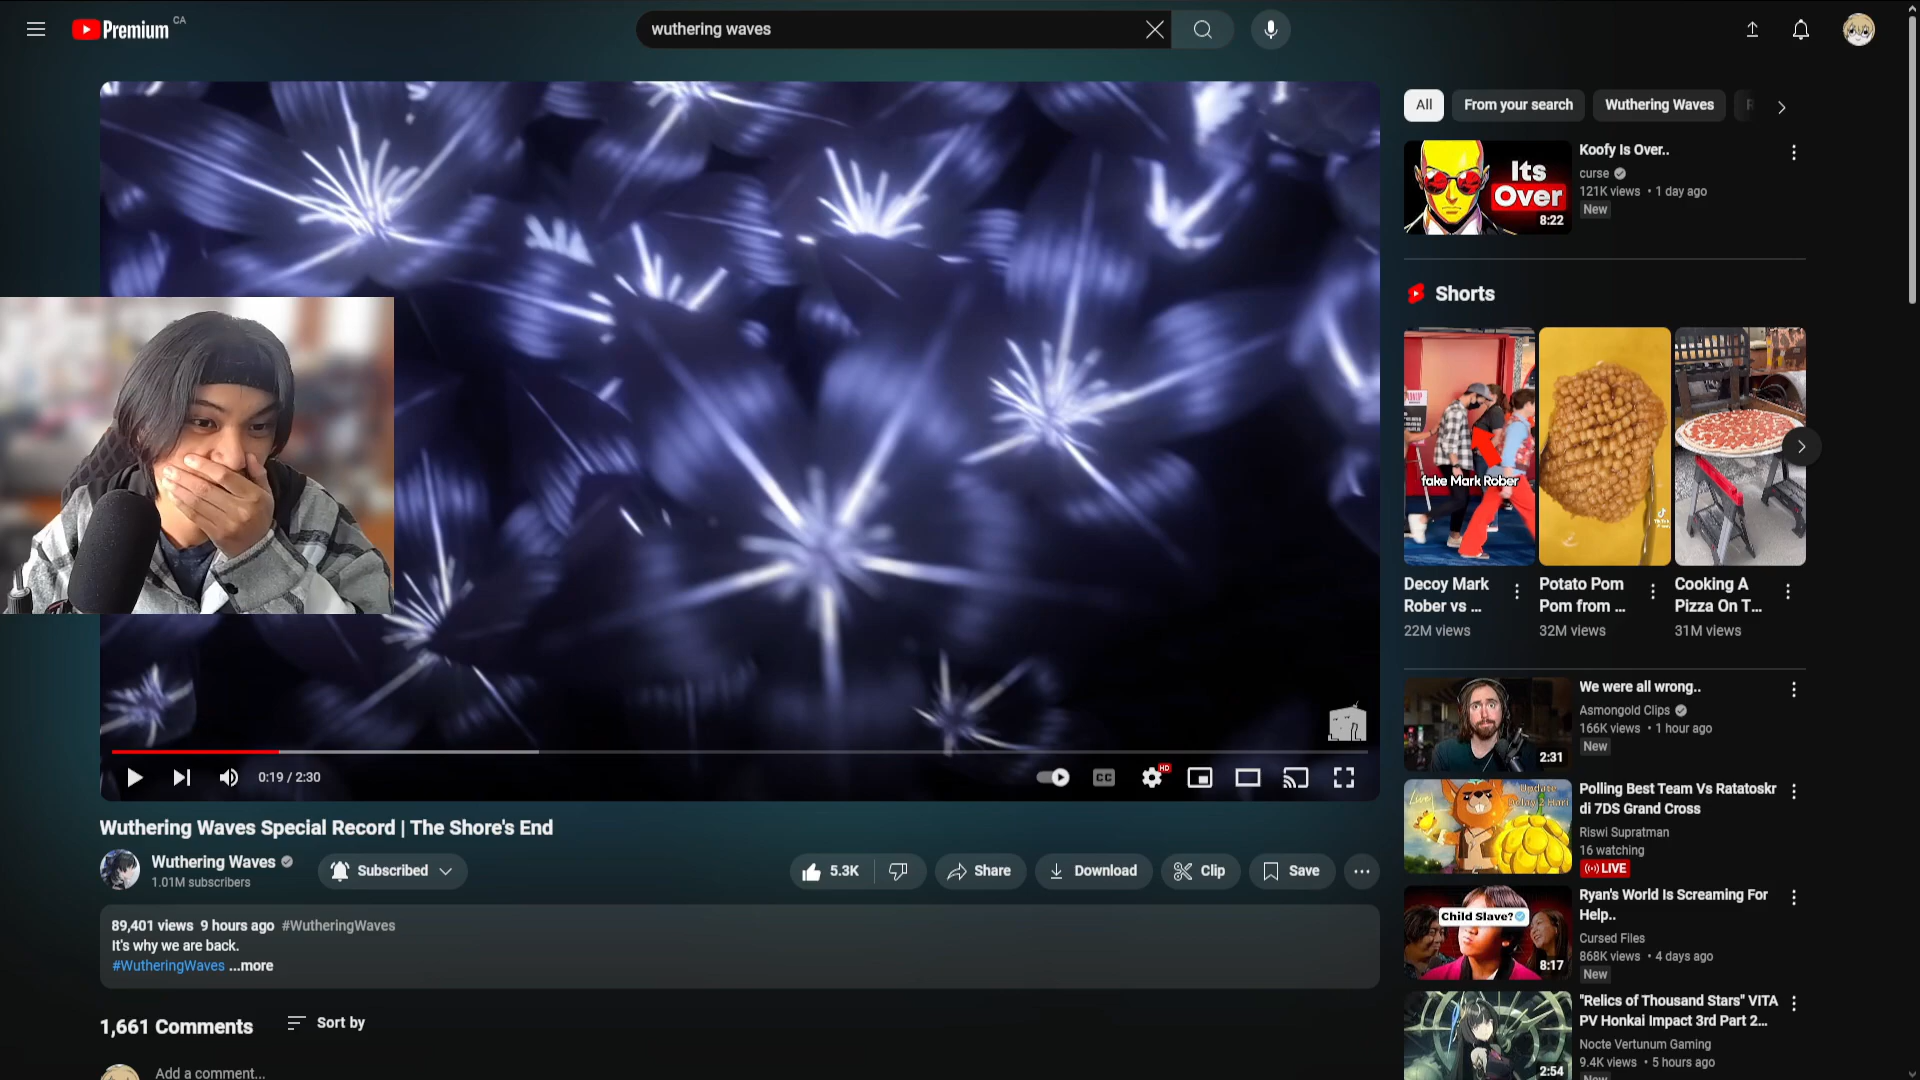 Premium CA
wuthering waves
0:19 / 2:30
CC
HD
Wuthering Waves Special Record | The Shore's End
Wuthering Waves
1.01M subscribers
Subscribed
5.3K
Share
Download
Clip
Save
89,401 views 9 hours ago #WutheringWaves
It's why we are back.
#WutheringWaves ...more
1,661 Comments
Sort by
Add a comment...
All
From your search
Wuthering Waves
Its
Over
8:22
Koofy Is Over..
curse
121K views • 1 day ago
New
Shorts
fake Mark Rober
Decoy Mark
Rober vs ...
22M views
Potato Pom
Pom from ...
32M views
Cooking A
Pizza On T...
31M views
2:31
We were all wrong..
Asmongold Clips
166K views • 1 hour ago
New
Live!
Update
Delay 2 Hari
Polling Best Team Vs Ratatoskr
di 7DS Grand Cross
Riswi Supratman
16 watching
LIVE
Child Slave?
8:17
Ryan's World Is Screaming For
Help..
Cursed Files
868K views • 4 days ago
New
2:54
"Relics of Thousand Stars" VITA
PV Honkai Impact 3rd Part 2...
Nocte Vertunum Gaming
9.4K views • 5 hours ago
New